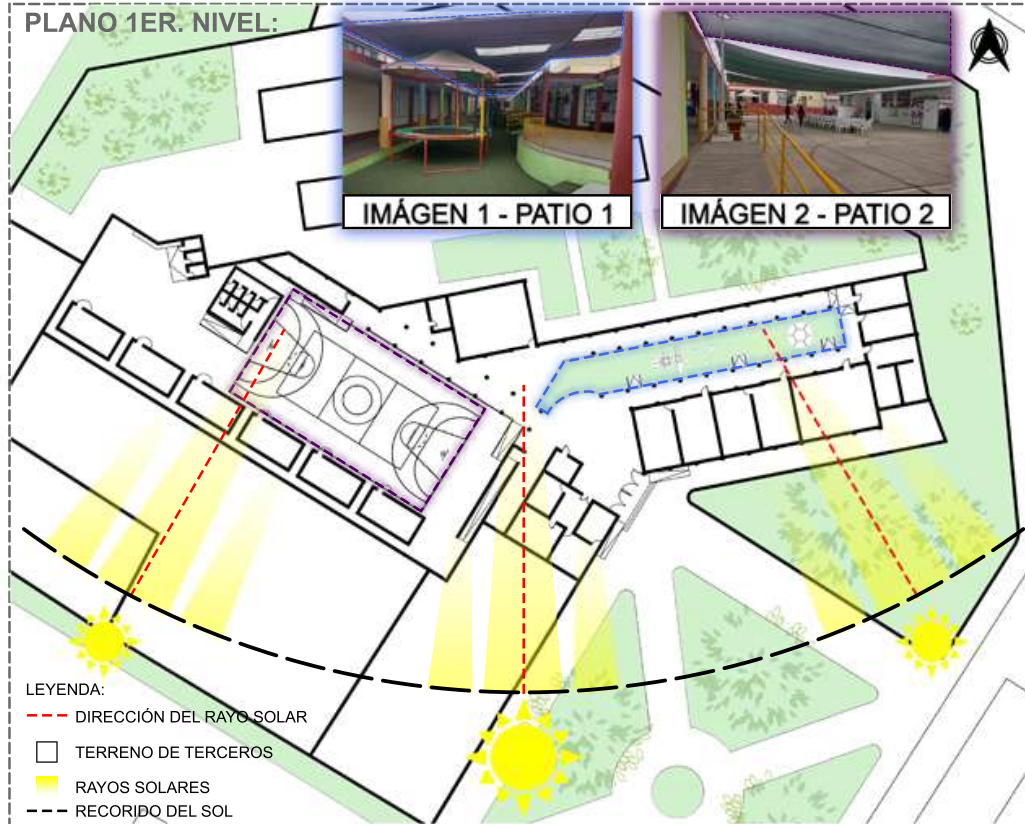 PLANO 1ER. NIVEL:
IMÁGEN 1 - PATIO 1
IMÁGEN 2 - PATIO 2
LEYENDA:
DIRECCIÓN DEL RAYO SOLAR
TERRENO DE TERCEROS
RAYOS SOLARES
RECORIDO DEL SOL